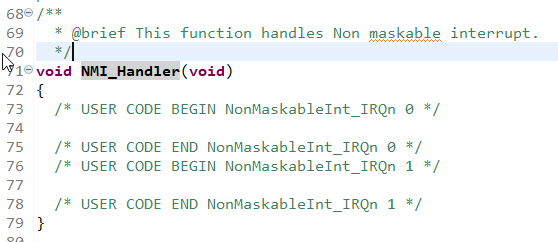 68 /**
69 * @brief This function handles Non maskable interrupt.
70 */
71 void NMI_Handler(void)
72 {
73 /* USER CODE BEGIN NonMaskableInt_IRQn 0 */
74
75 /* USER CODE END NonMaskableInt_IRQn 0 */
76 /* USER CODE BEGIN NonMaskableInt_IRQn 1 */
77
78 /* USER CODE END NonMaskableInt_IRQn 1 */
79 }
80